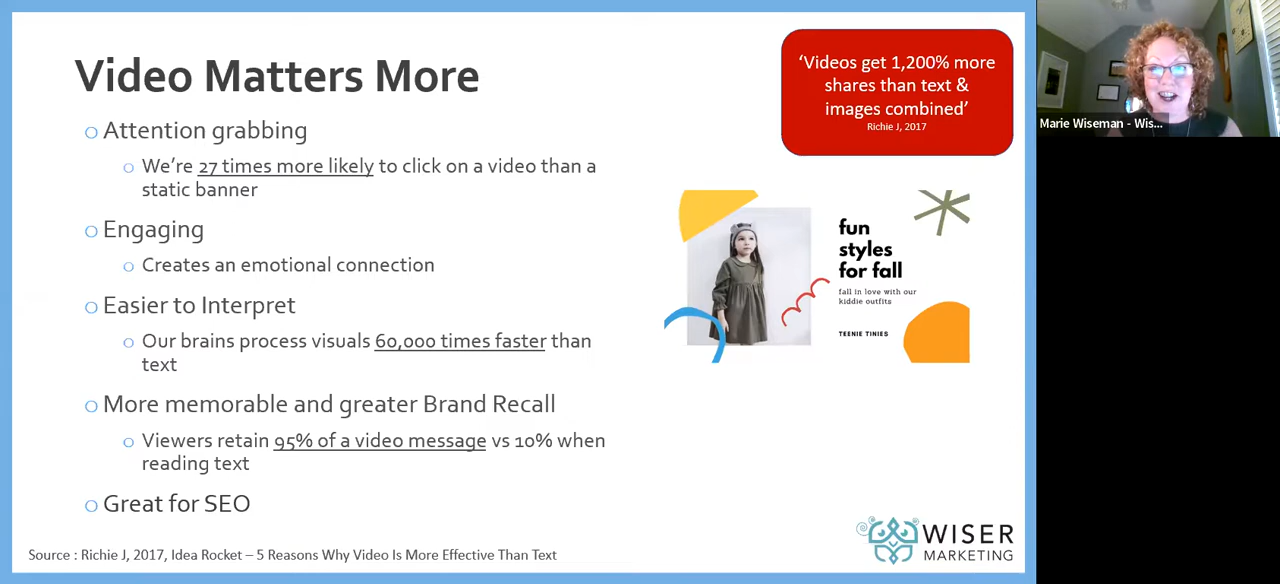 Video Matters More
Attention grabbing
We're 27 times more likely to click on a video than a
static banner
Engaging
Creates an emotional connection
Easier to Interpret
Our brains process visuals 60,000 times faster than
text
More memorable and greater Brand Recall
Viewers retain 95% of a video message vs 10% when
reading text
Great for SEO
Source : Richie J, 2017, Idea Rocket – 5 Reasons Why Video Is More Effective Than Text
'Videos get 1,200% more
shares than text &
images combined'
Richie J, 2017
fun
styles
for fall
fall in love with our
kiddie outfits
TEENIE TINIES
WISER
MARKETING
Marie Wiseman - Wis...